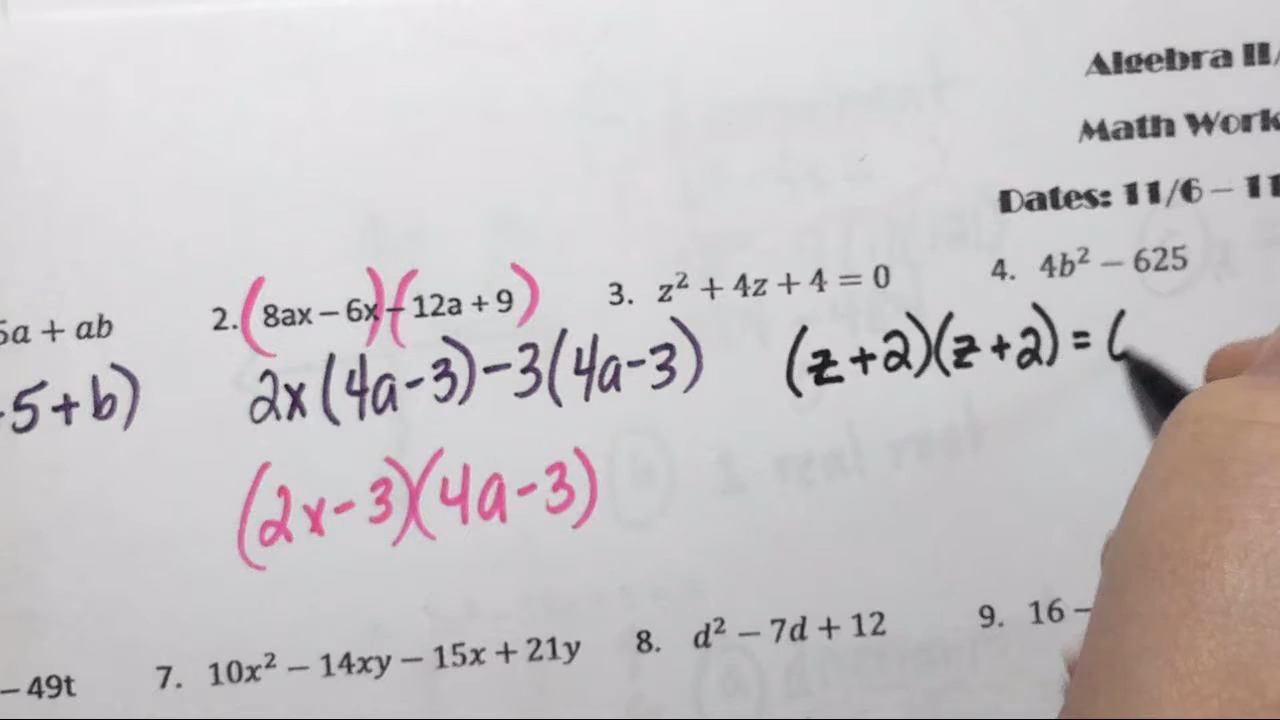 Algebra II/
Math Work
Dates: 11/6 – 11
5a + ab
-5+b)
2. (8ax – 6x)–(12a + 9)
2x(4a-3)-3(4a-3)
(2x-3)(4a-3)
3. z² + 4z + 4 = 0
(z+2)(z+2)=(
4. 4b² – 625
– 49t
7. 10x² – 14xy – 15x + 21y
8. d² – 7d + 12
9. 16 –